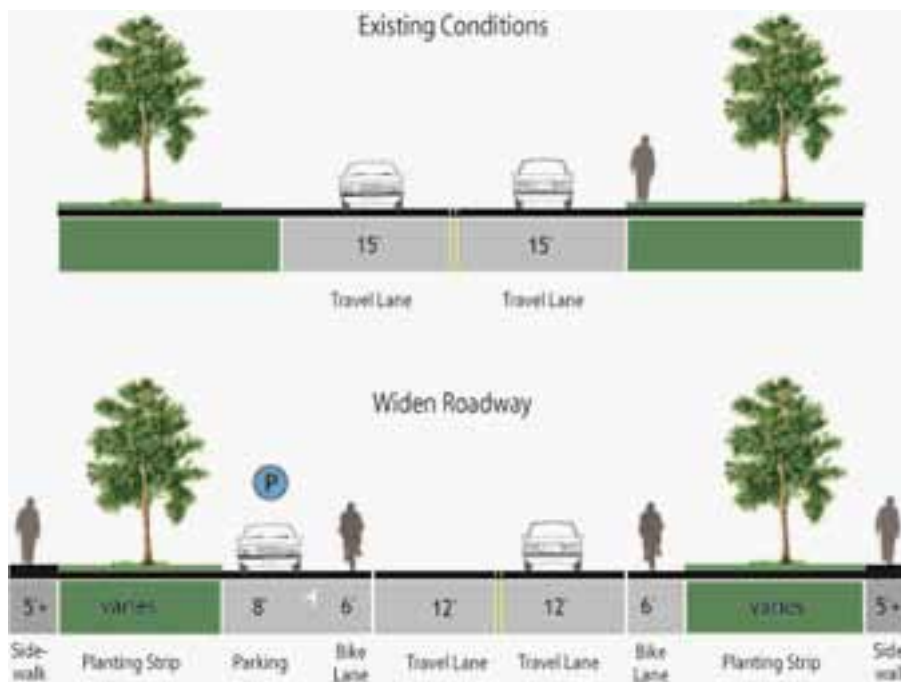 Existing Conditions
15'
15'
Travel Lane
Travel Lane
Widen Roadway
P
5'+
varies
8'
6'
12'
12'
6'
varies
5'+
Side-
walk
Planting Strip
Parking
Bike
Lane
Travel Lane
Travel Lane
Bike
Lane
Planting Strip
Side
walk